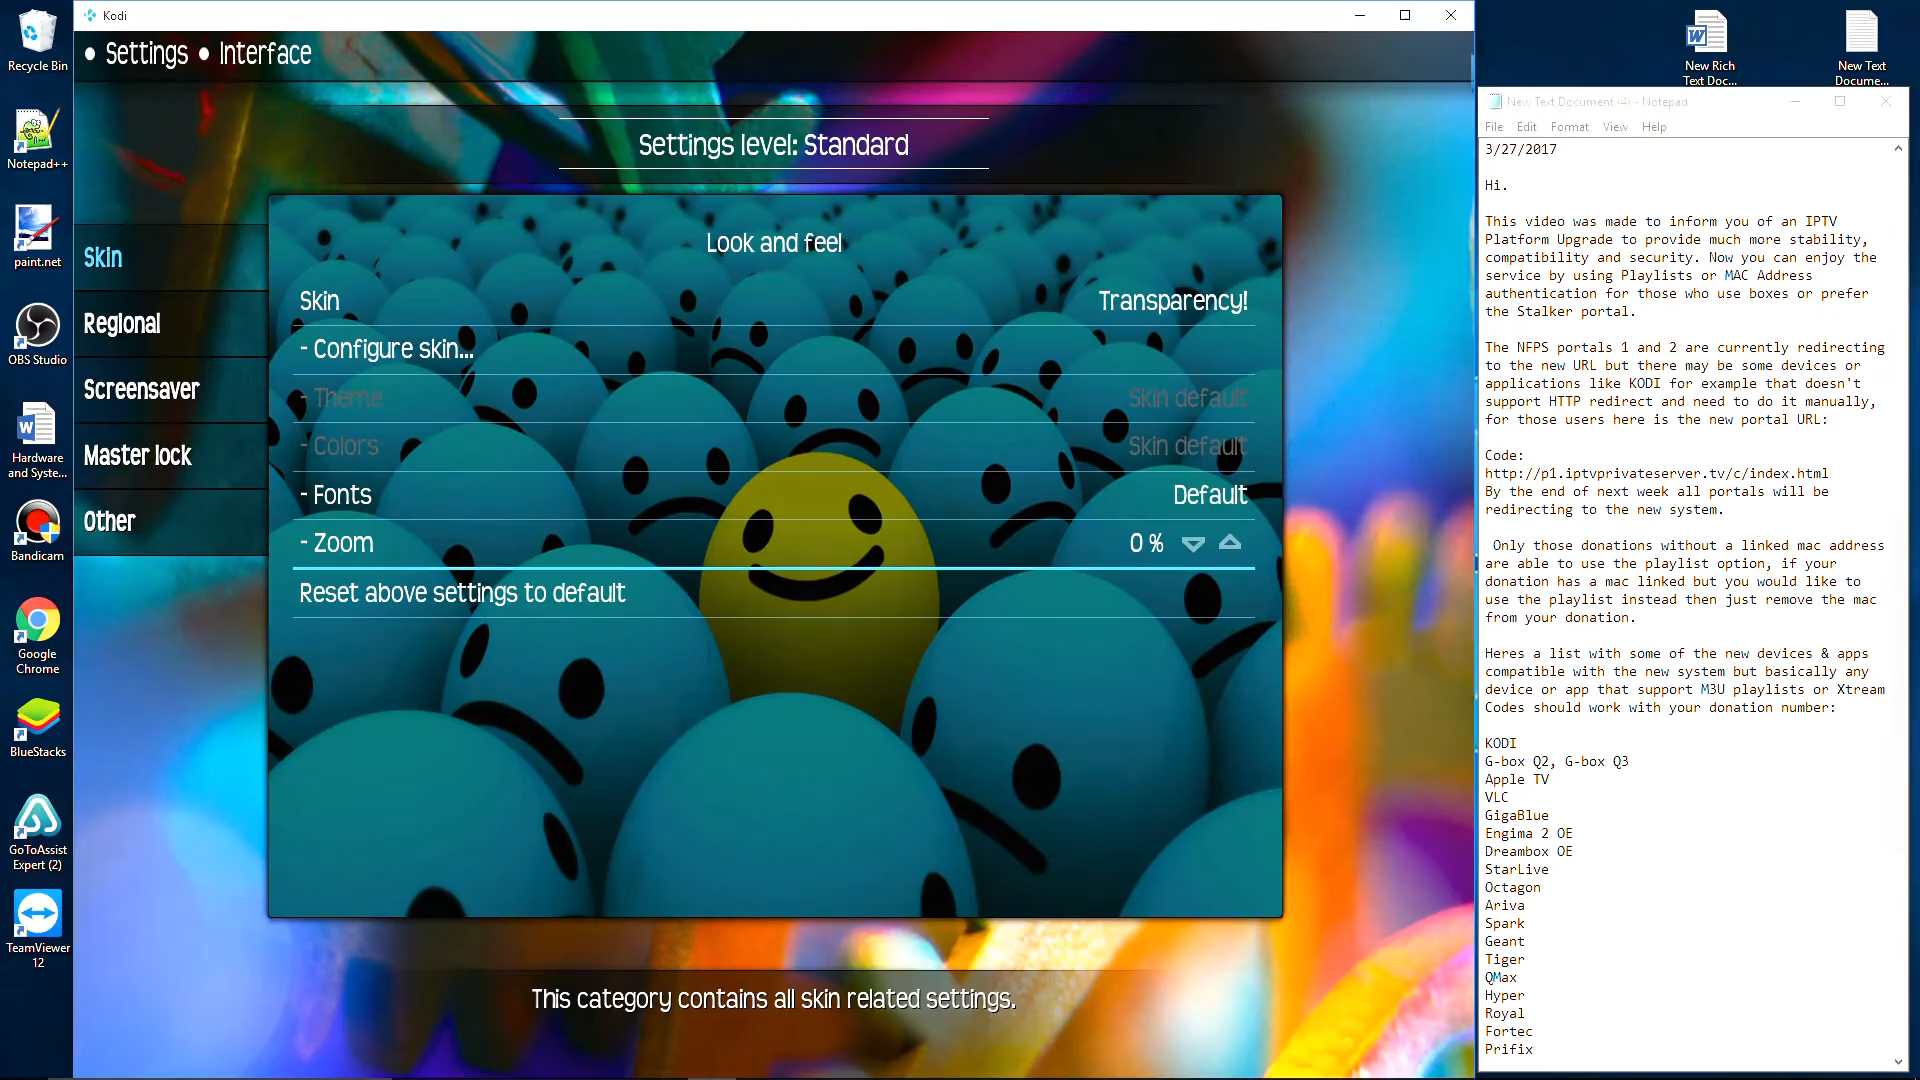 Recycle Bin
Notepad++
paint.net
OBS Studio
Hardware
and Syste...
Bandicam
Google
Chrome
BlueStacks
GoToAssist
Expert (2)
TeamViewer
12
Kodi
Settings
Interface
Settings level: Standard
Skin
Regional
Screensaver
Master lock
Other
Look and feel
Skin
Transparency!
- Configure skin...
- Theme
Skin default
- Colors
Skin default
- Fonts
Default
- Zoom
0 %
Reset above settings to default
This category contains all skin related settings.
New Rich
Text Doc...
New Text
Docume...
New Text Document (4) - Notepad
File Edit Format View Help
3/27/2017
Hi.
This video was made to inform you of an IPTV
Platform Upgrade to provide much more stability,
compatibility and security. Now you can enjoy the
service by using Playlists or MAC Address
authentication for those who use boxes or prefer
the Stalker portal.
The NFPS portals 1 and 2 are currently redirecting
to the new URL but there may be some devices or
applications like KODI for example that doesn't
support HTTP redirect and need to do it manually,
for those users here is the new portal URL:
Code:
http://p1.iptvprivateserver.tv/c/index.html
By the end of next week all portals will be
redirecting to the new system.
Only those donations without a linked mac address
are able to use the playlist option, if your
donation has a mac linked but you would like to
use the playlist instead then just remove the mac
from your donation.
Heres a list with some of the new devices & apps
compatible with the new system but basically any
device or app that support M3U playlists or Xtream
Codes should work with your donation number:
KODI
G-box Q2, G-box Q3
Apple TV
VLC
GigaBlue
Engima 2 OE
Dreambox OE
StarLive
Octagon
Ariva
Spark
Geant
Tiger
QMax
Hyper
Royal
Fortec
Prifix